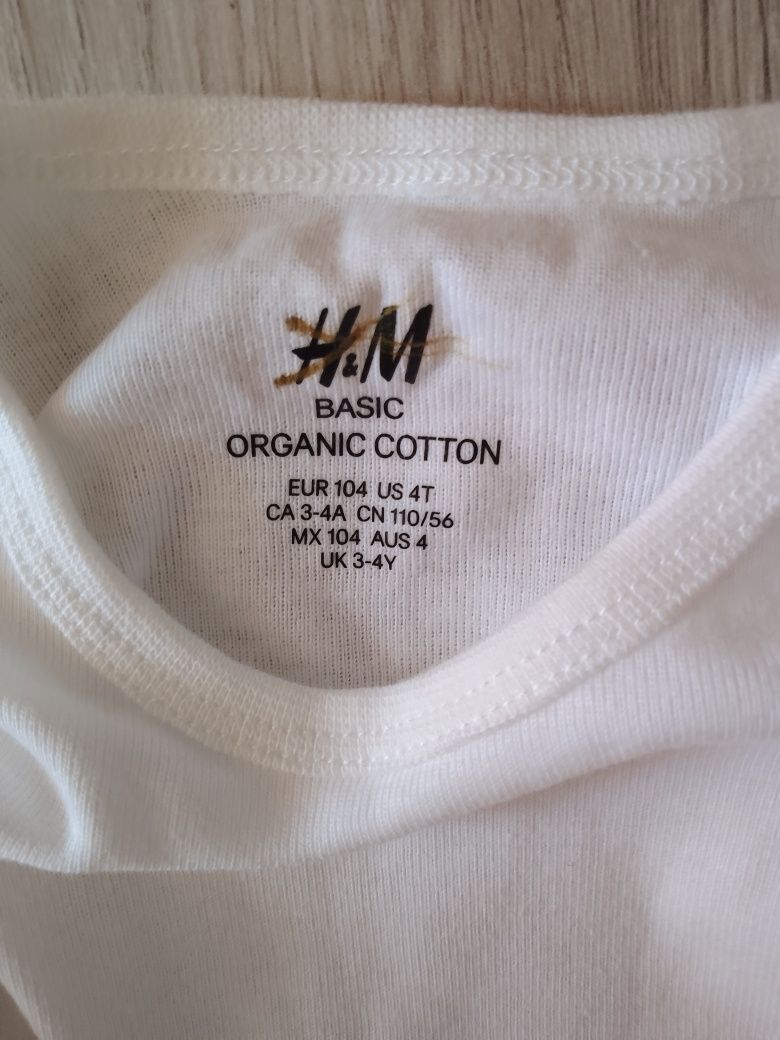 H&M
BASIC
ORGANIC COTTON
EUR 104 US 4T
CA 3-4A CN 110/56
MX 104 AUS 4
UK 3-4Y